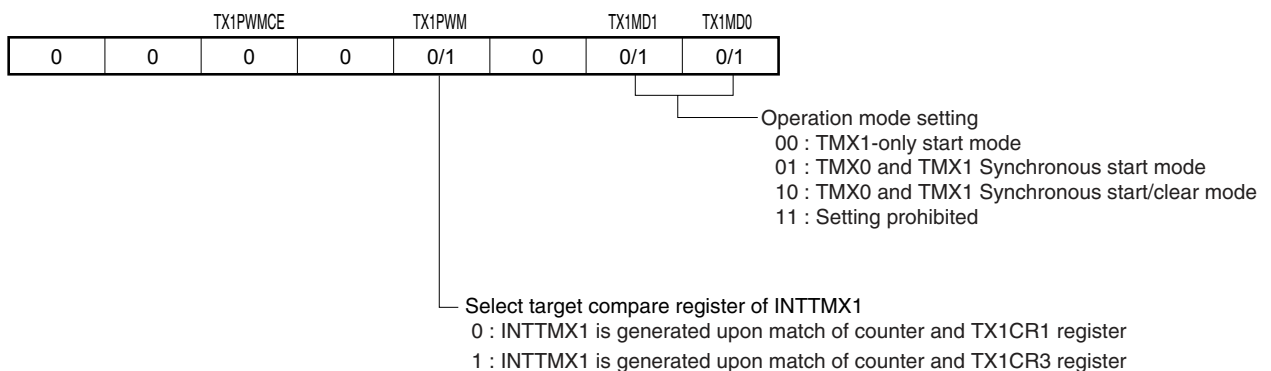 TX1PWMCE TX1PWM TX1MD1 TX1MD0
0 0 0 0 0/1 0 0/1 0/1
Operation mode setting
00 : TMX1-only start mode
01 : TMX0 and TMX1 Synchronous start mode
10 : TMX0 and TMX1 Synchronous start/clear mode
11 : Setting prohibited
Select target compare register of INTTMX1
0 : INTTMX1 is generated upon match of counter and TX1CR1 register
1 : INTTMX1 is generated upon match of counter and TX1CR3 register